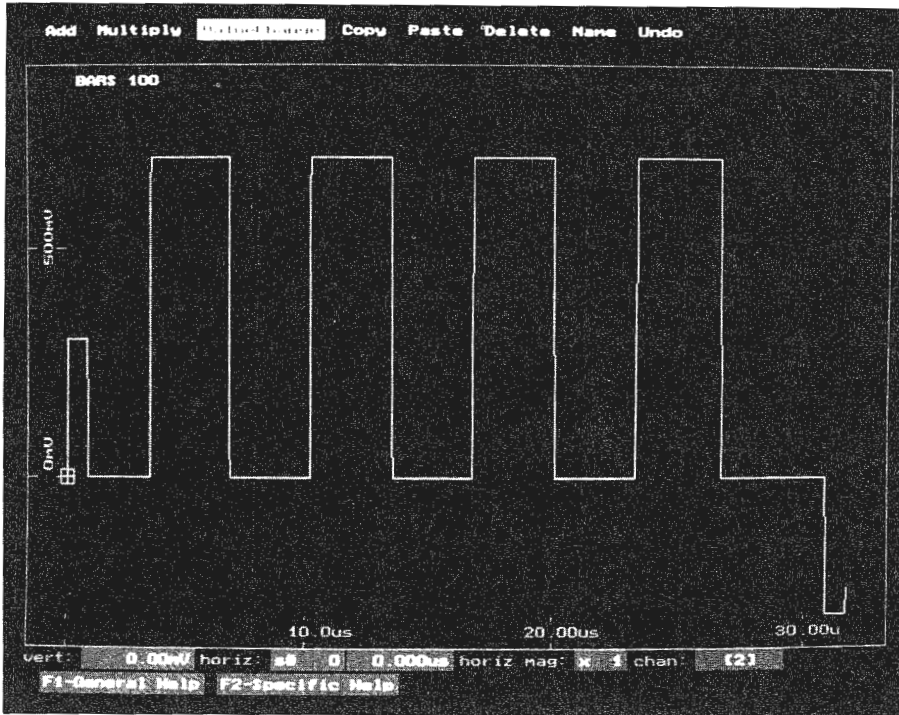 Add Multiply Copy Paste Delete Name Undo
BARS 100
500mV
0mV
10.0us 20.00us 30.00u
vert: 0.00mV horiz: s0 0 0.000us horiz mag: x 1 chan: [2]
F1-General Help F2-Specific Help